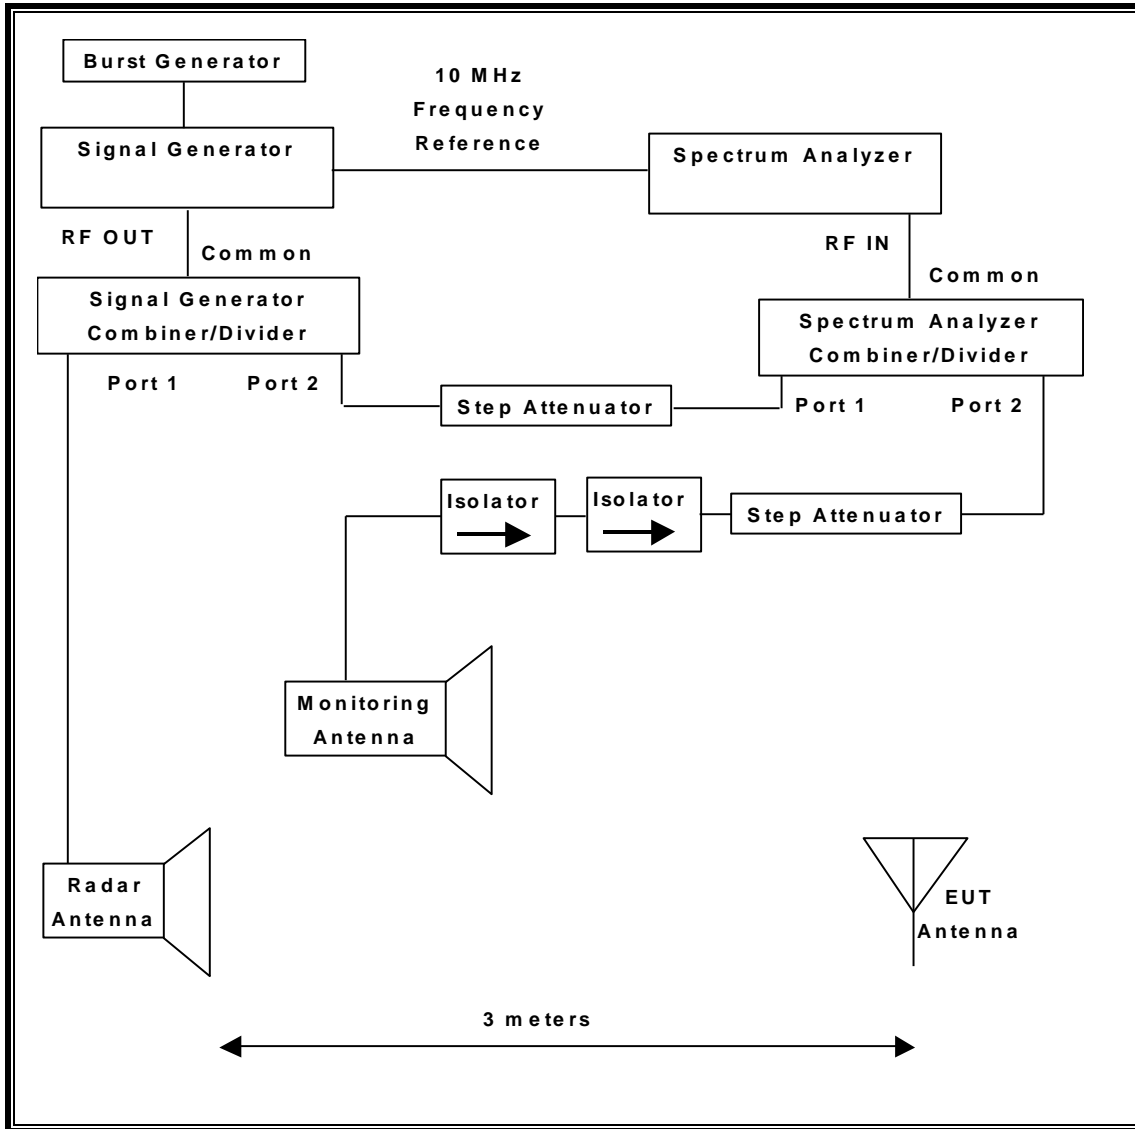 Burst Generator
10 MHz
Frequency
Reference
Signal Generator
Spectrum Analyzer
RF OUT
Common
RF IN
Common
Signal Generator
Combiner/Divider
Spectrum Analyzer
Combiner/Divider
Port 1
Port 2
Step Attenuator
Port 1
Port 2
Isolator
Isolator
Step Attenuator
Monitoring
Antenna
Radar
Antenna
EUT
Antenna
3 meters